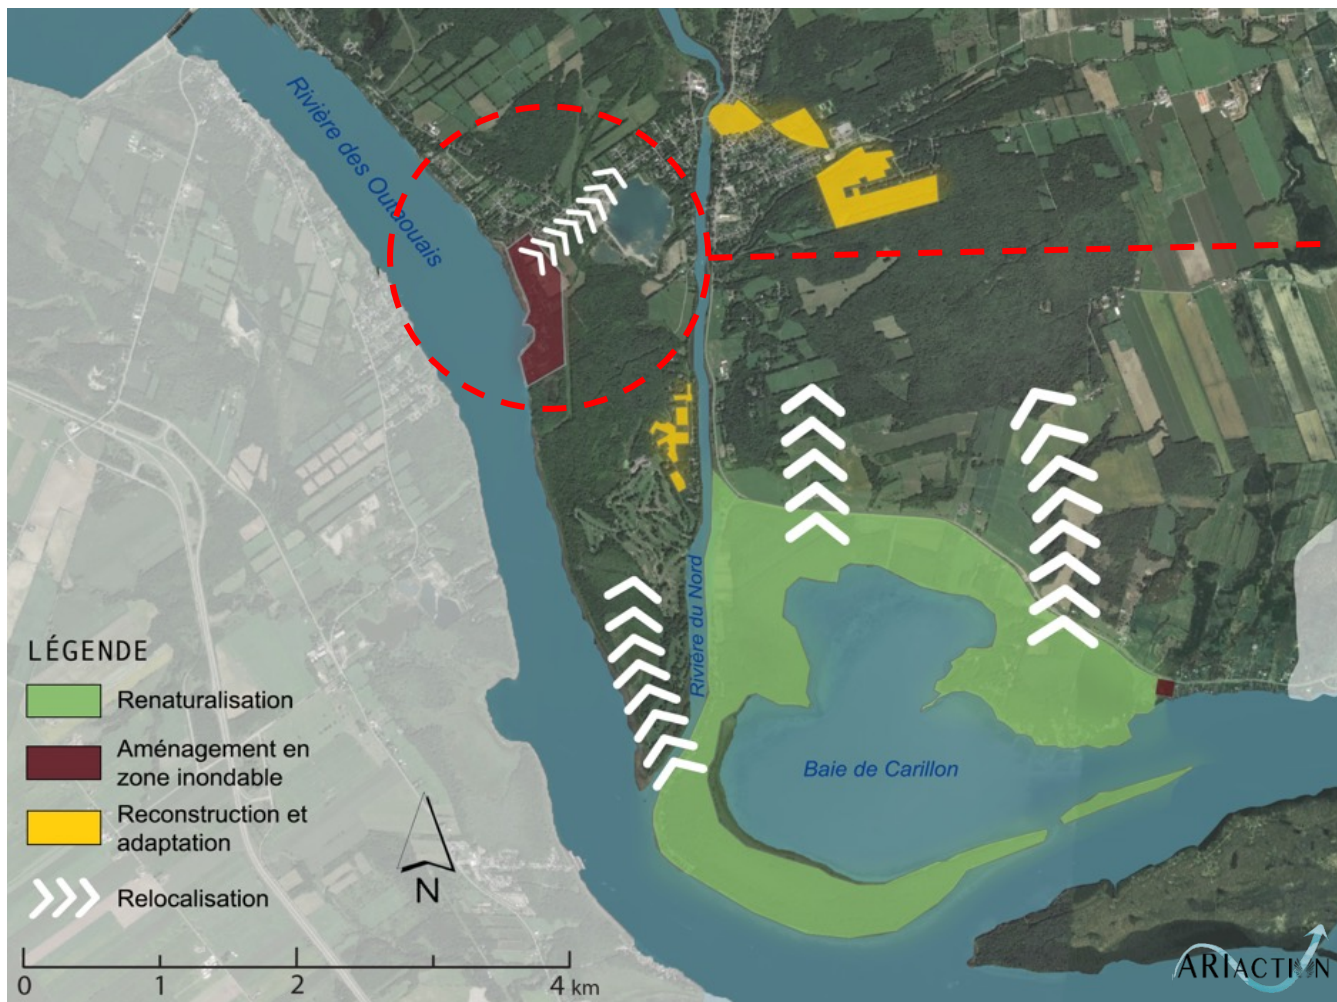 Rivière des Outaouais
Rivière du Nord
Baie de Carillon
LÉGENDE
Renaturalisation
Aménagement en
zone inondable
Reconstruction et
adaptation
Relocalisation
N
0 1 2 4 km
ARIACTION